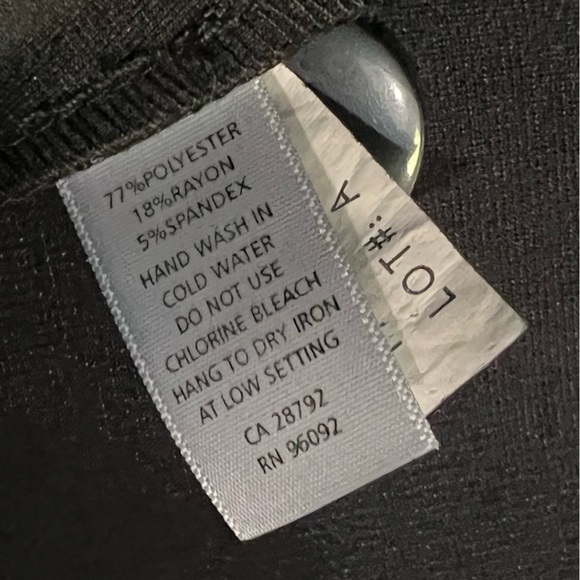 77%POLYESTER
18%RAYON
5%SPANDEX
HAND WASH IN
COLD WATER
DO NOT USE
CHLORINE BLEACH
HANG TO DRY IRON
AT LOW SETTING
CA 28792
RN 96092
LOT#: A